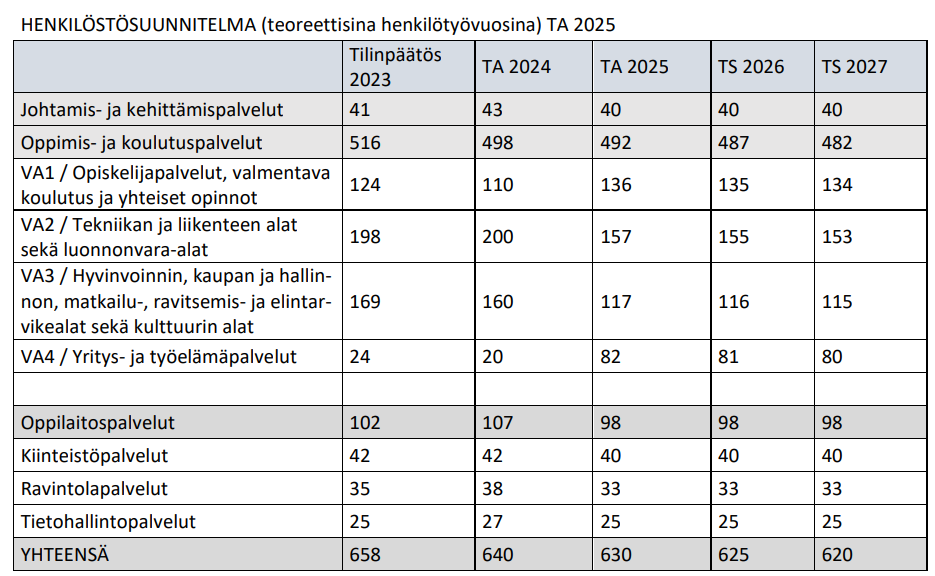 HENKILÖSTÖSUUNNITELMA (teoreettisina henkilötyövuosina) TA 2025
Tilinpäätös
2023 TA 2024 TA 2025 TS 2026 TS 2027
Johtamis- ja kehittämispalvelut 41 43 40 40 40
Oppimis- ja koulutuspalvelut 516 498 492 487 482
VA1 / Opiskelijapalvelut, valmentava
koulutus ja yhteiset opinnot 124 110 136 135 134
VA2 / Tekniikan ja liikenteen alat
sekä luonnonvara-alat 198 200 157 155 153
VA3 / Hyvinvoinnin, kaupan ja hallin-
non, matkailu-, ravitsemis- ja elintar- 169 160 117 116 115
vikealat sekä kulttuurin alat
VA4 / Yritys- ja työelämäpalvelut 24 20 82 81 80
Oppilaitospalvelut 102 107 98 98 98
Kiinteistöpalvelut 42 42 40 40 40
Ravintolapalvelut 35 38 33 33 33
Tietohallintopalvelut 25 27 25 25 25
YHTEENSÄ 658 640 630 625 620